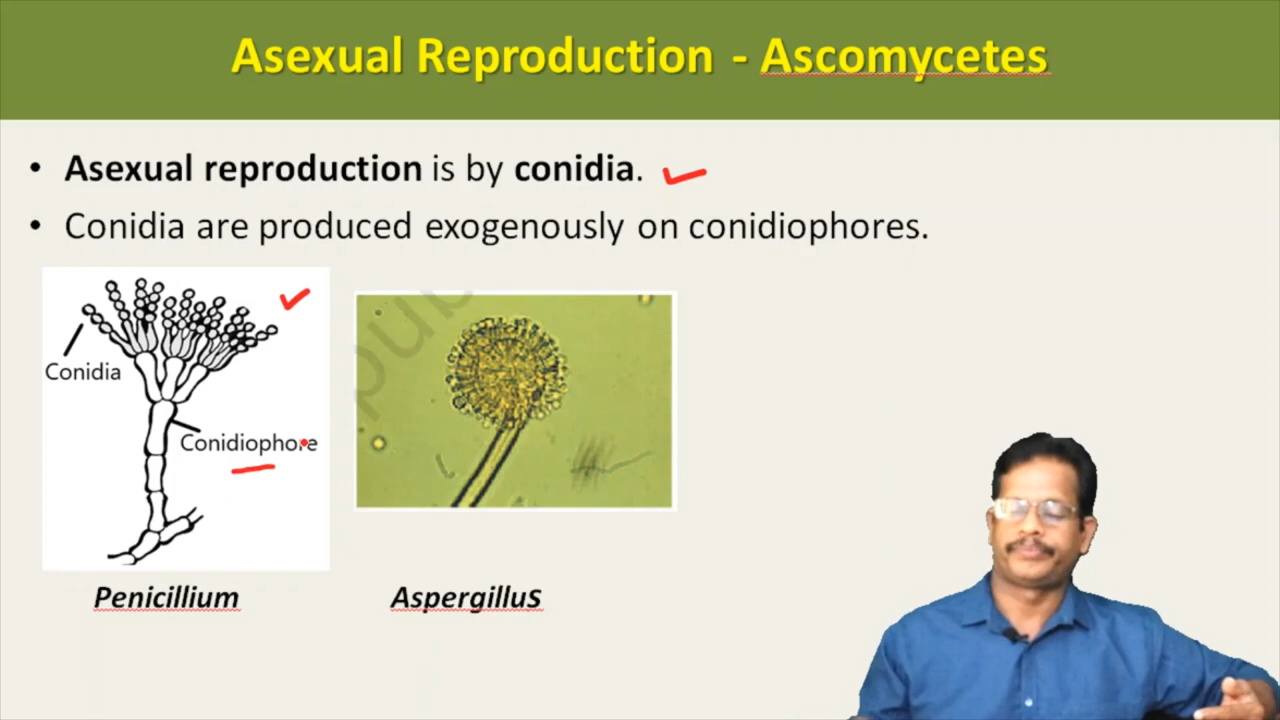 Asexual Reproduction - Ascomycetes
• Asexual reproduction is by conidia.
• Conidia are produced exogenously on conidiophores.
Conidia
Conidiophore
Penicillium
Aspergillus